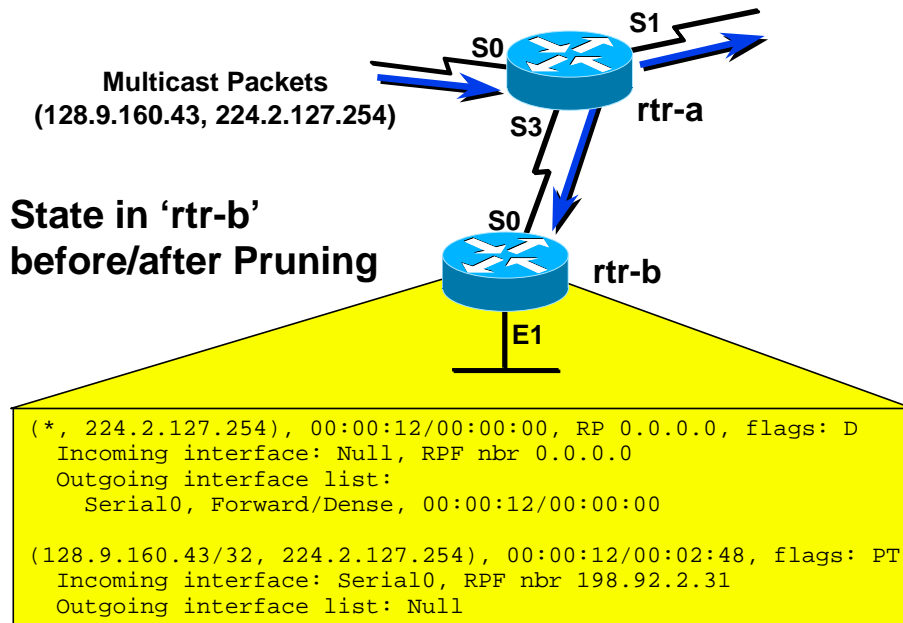 S1
S0
Multicast Packets
(128.9.160.43, 224.2.127.254)
rtr-a
S3
State in ‘rtr-b’
before/after Pruning
S0
rtr-b
E1
(*, 224.2.127.254), 00:00:12/00:00:00, RP 0.0.0.0, flags: D
Incoming interface: Null, RPF nbr 0.0.0.0
Outgoing interface list:
Serial0, Forward/Dense, 00:00:12/00:00:00
(128.9.160.43/32, 224.2.127.254), 00:00:12/00:02:48, flags: PT
Incoming interface: Serial0, RPF nbr 198.92.2.31
Outgoing interface list: Null